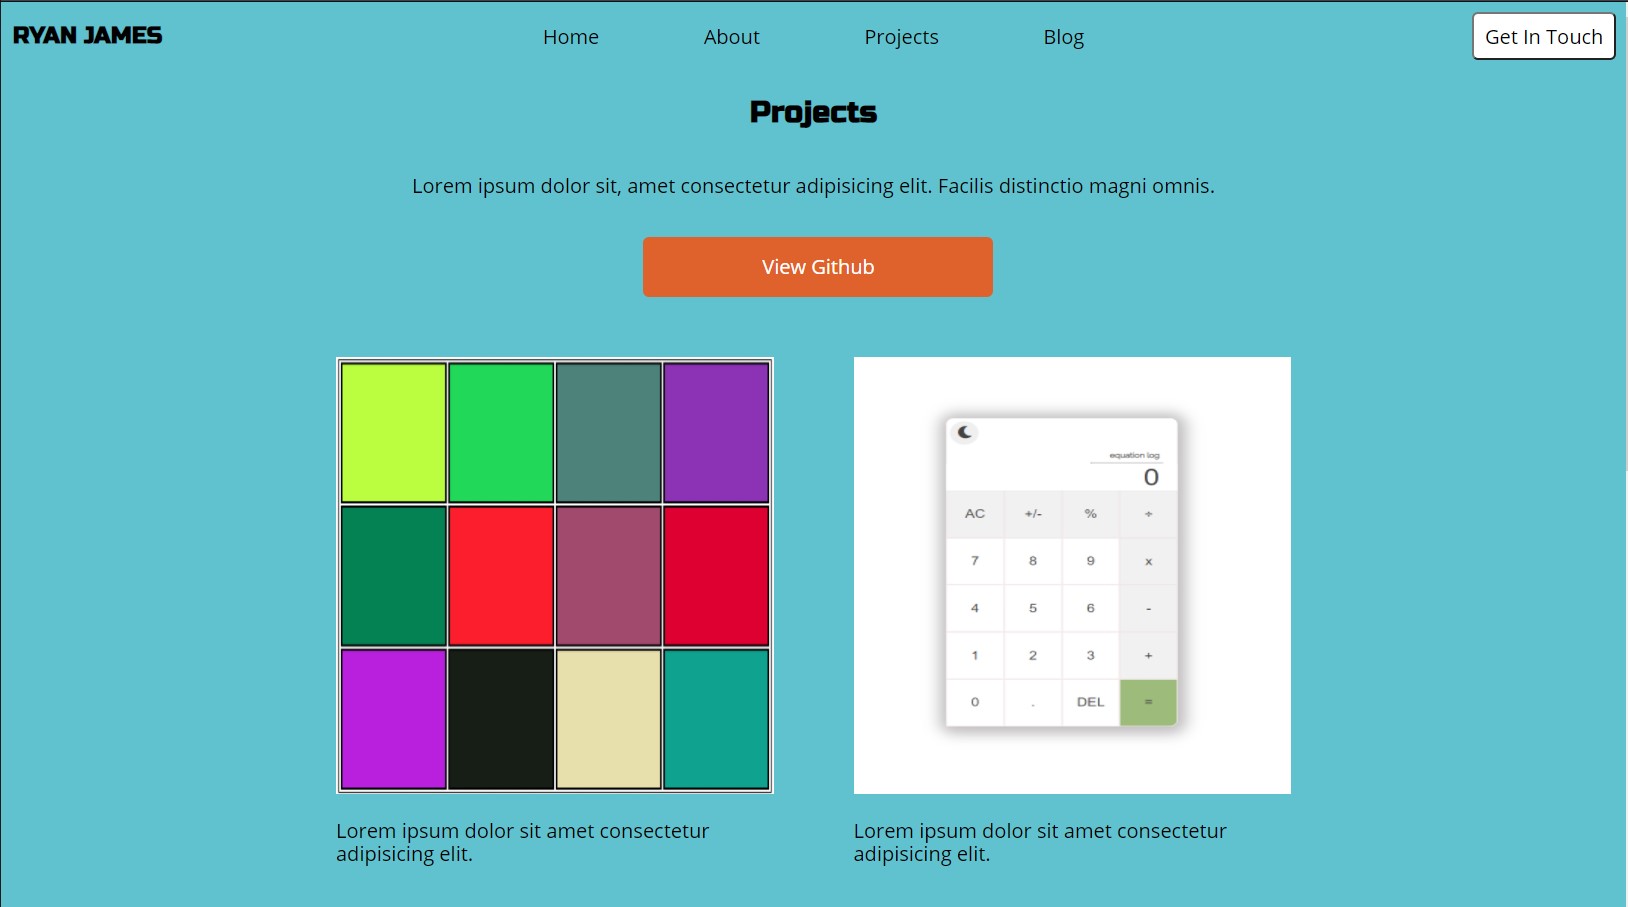 RYAN JAMES
Home About Projects Blog
Get In Touch
Projects
Lorem ipsum dolor sit, amet consectetur adipisicing elit. Facilis distinctio magni omnis.
View Github
equation log
0
AC +/- % ÷
7 8 9 x
4 5 6 -
1 2 3 +
0 . DEL =
Lorem ipsum dolor sit amet consectetur
adipisicing elit.
Lorem ipsum dolor sit amet consectetur
adipisicing elit.